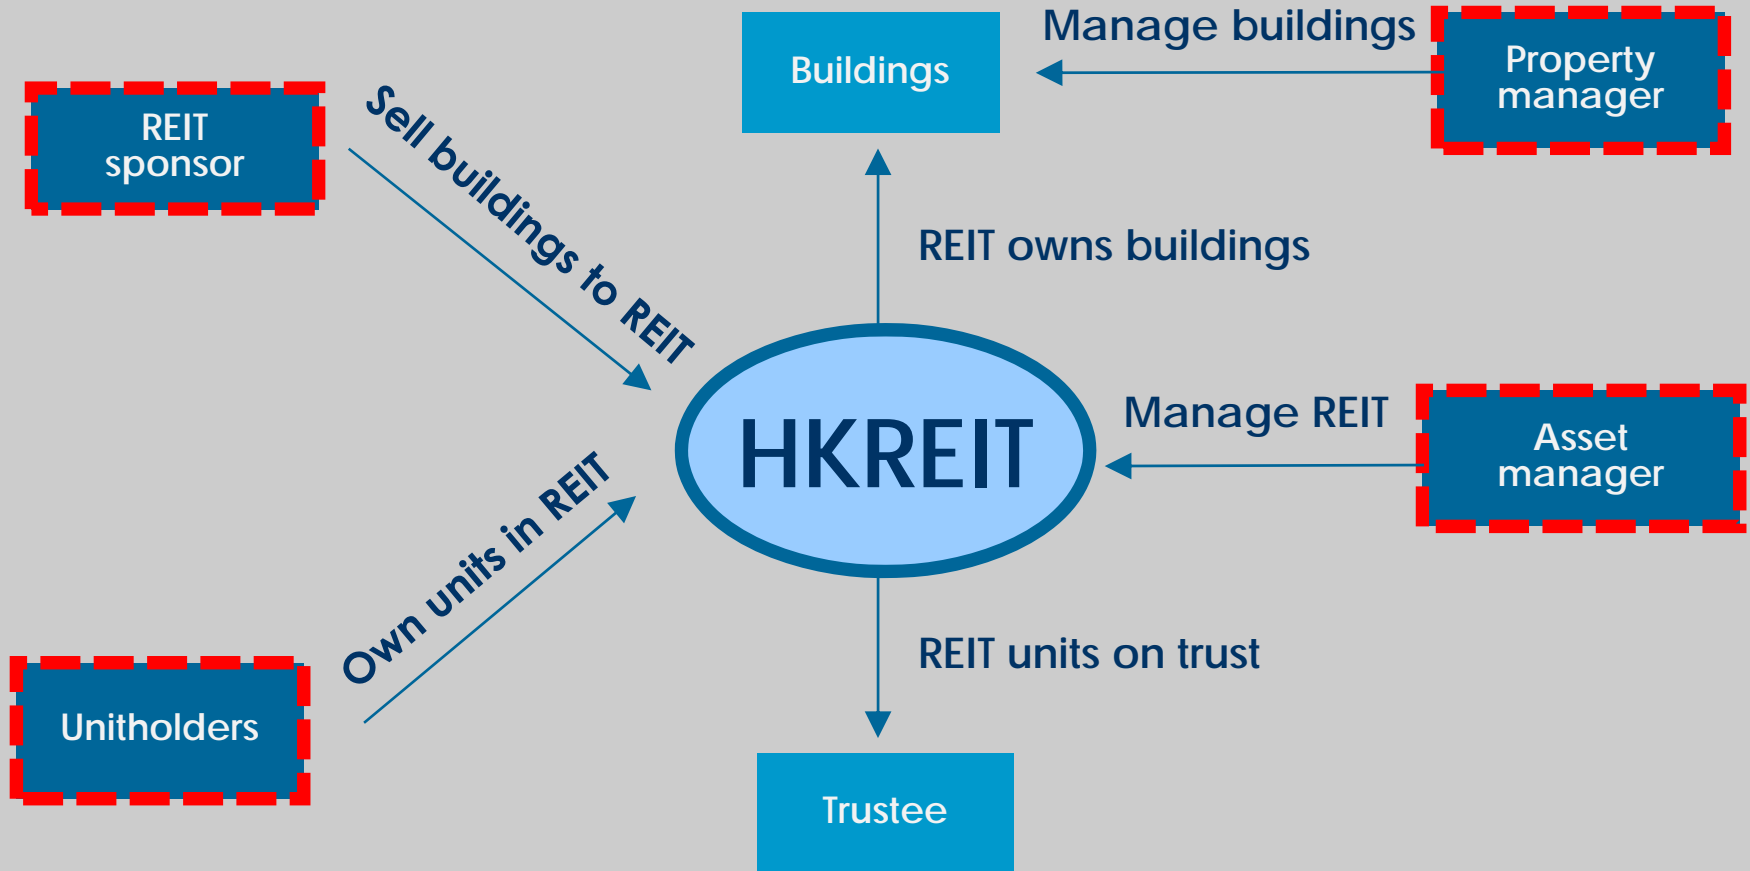 Manage buildings
Buildings
Property
manager
REIT
sponsor
Sell buildings to REIT
REIT owns buildings
HKREIT
Manage REIT
Asset
manager
Own units in REIT
REIT units on trust
Unitholders
Trustee